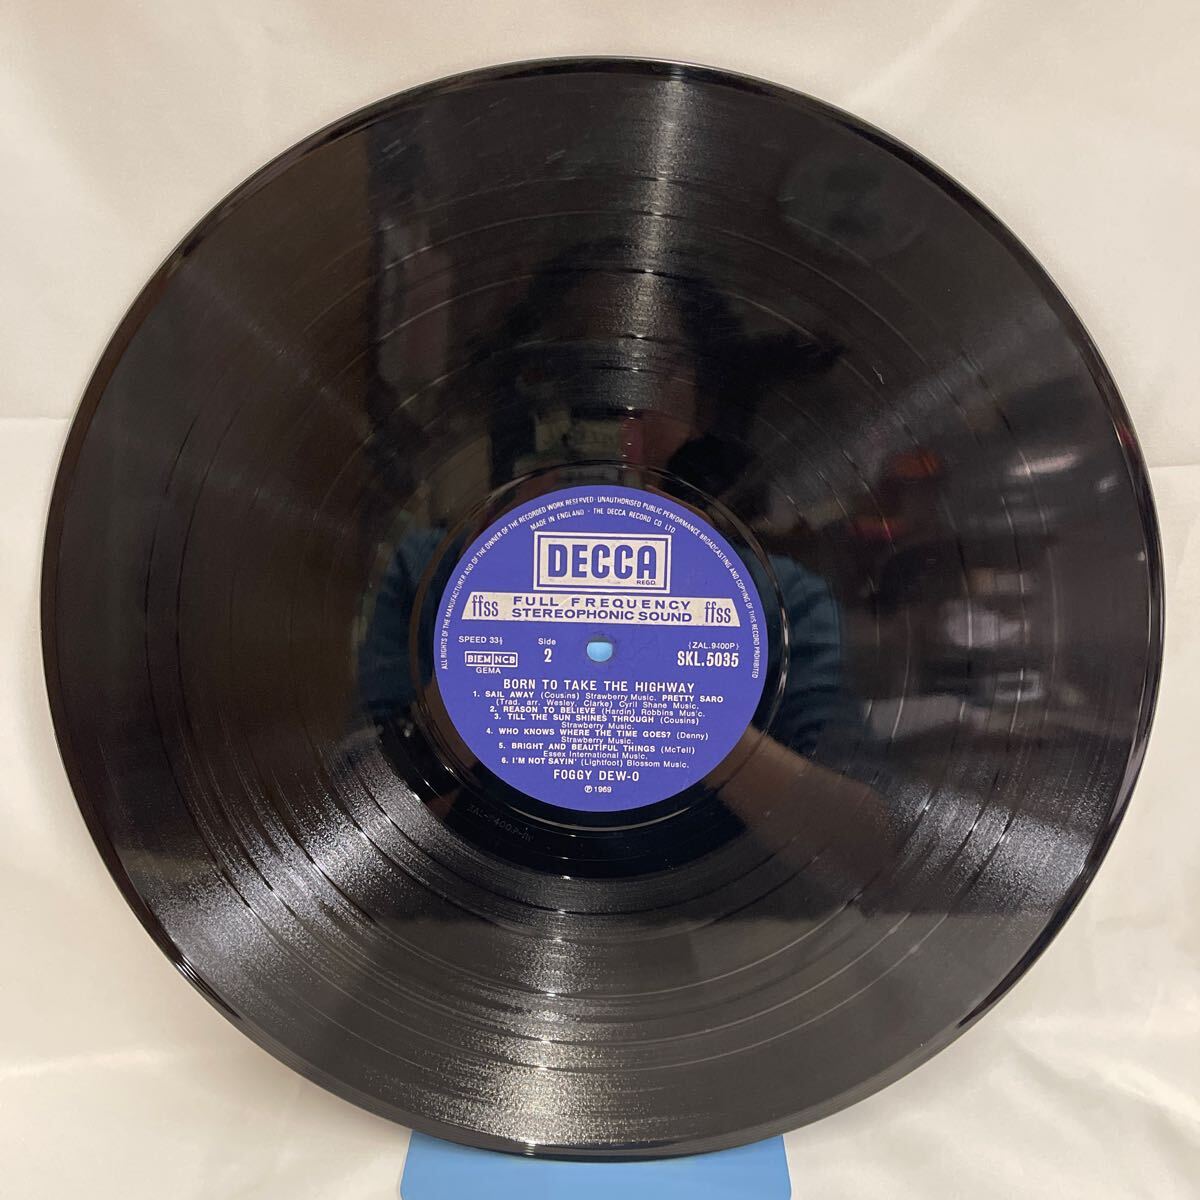 ALL RIGHTS OF THE MANUFACTURER AND OF THE OWNER OF THE RECORDED WORK RESERVED · UNAUTHORISED PUBLIC PERFORMANCE BROADCASTING AND COPYING OF THIS RECORD PROHIBITED
MADE IN ENGLAND · THE DECCA RECORD CO LTD
DECCA
REGD.
ffss FULL FREQUENCY ffss
STEREOPHONIC SOUND
SPEED 33⅓ Side (ZAL.9400P)
BIEM NCB 2 SKL.5035
GEMA
BORN TO TAKE THE HIGHWAY
1. SAIL AWAY (Cousins) Strawberry Music. PRETTY SARO
(Trad. arr. Wesley, Clarke) Cyril Shane Music.
2. REASON TO BELIEVE (Hardin) Robbins Music.
3. TILL THE SUN SHINES THROUGH (Cousins)
Strawberry Music.
4. WHO KNOWS WHERE THE TIME GOES? (Denny)
Strawberry Music.
5. BRIGHT AND BEAUTIFUL THINGS (McTell)
Essex International Music.
6. I'M NOT SAYIN' (Lightfoot) Blossom Music.
FOGGY DEW-O
℗ 1969